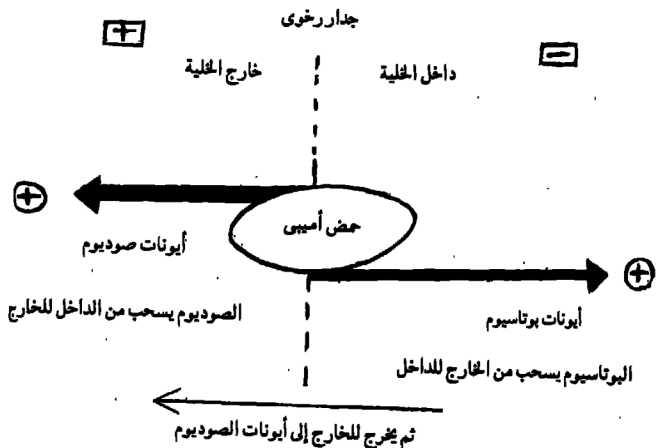 جدار رخوى
+
−
خارج الخلية
داخل الخلية
+
حمض أميبى
+
أيونات صوديوم
أيونات بوتاسيوم
الصوديوم يسحب من الداخل للخارج
البوتاسيوم يسحب من الخارج للداخل
ثم يخرج للخارج إلى أيونات الصوديوم